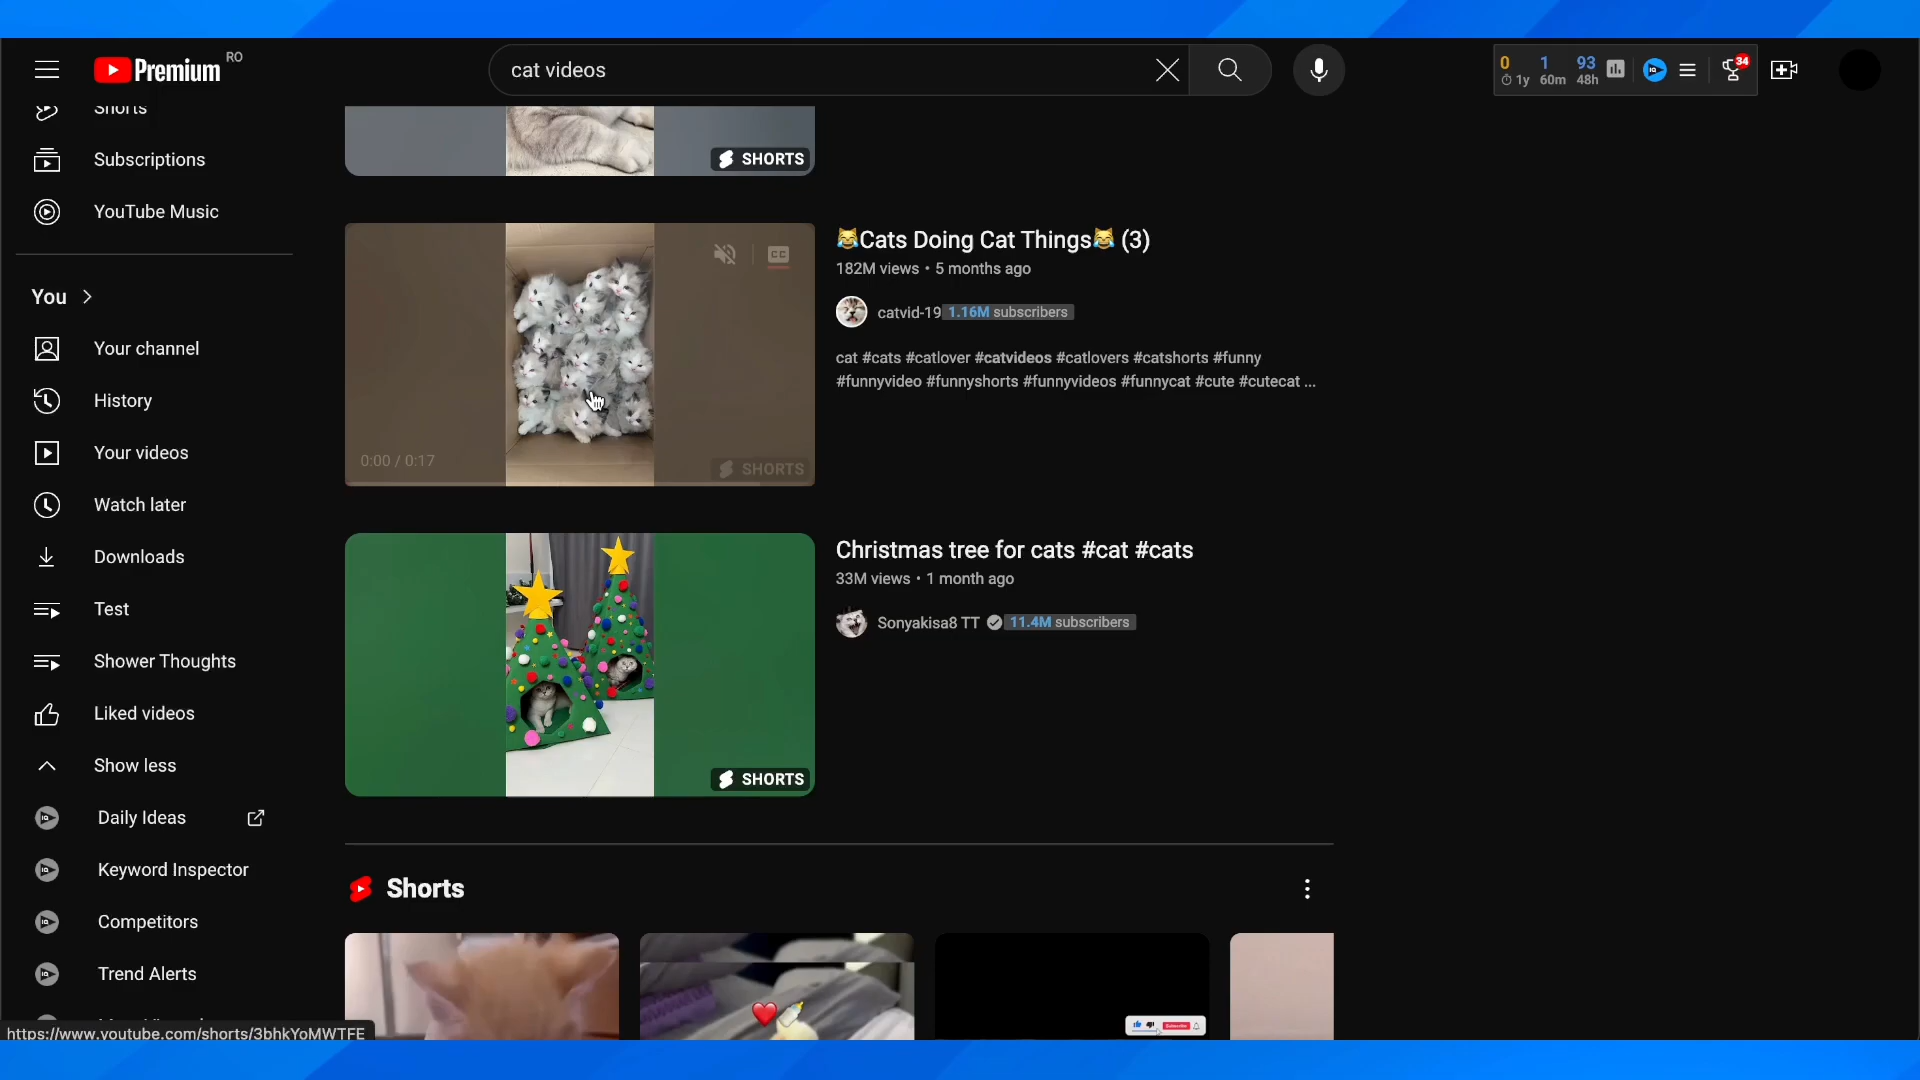 Premium RO
cat videos
0 1 93
1y 60m 48h
34
Shorts
Subscriptions
YouTube Music
You
Your channel
History
Your videos
Watch later
Downloads
Test
Shower Thoughts
Liked videos
Show less
Daily Ideas
Keyword Inspector
Competitors
Trend Alerts
https://www.youtube.com/shorts/3bhkYoMWTFE
SHORTS
CC
0:00 / 0:17
SHORTS
😹Cats Doing Cat Things😹 (3)
182M views • 5 months ago
catvid-19 1.16M subscribers
cat #cats #catlover #catvideos #catlovers #catshorts #funny
#funnyvideo #funnyshorts #funnyvideos #funnycat #cute #cutecat ...
SHORTS
Christmas tree for cats #cat #cats
33M views • 1 month ago
Sonyakisa8 TT 11.4M subscribers
Shorts
Subscribe